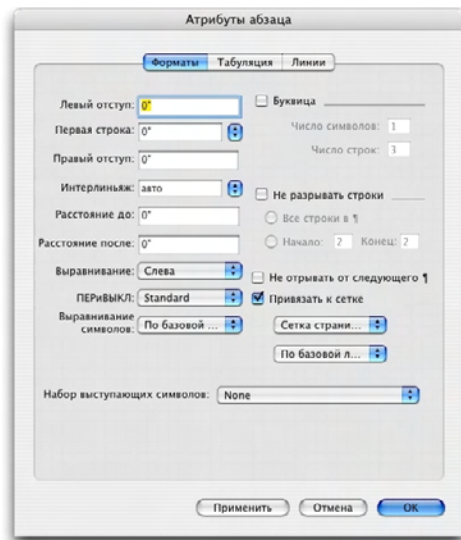 Атрибуты абзаца
Форматы Табуляция Линии
Левый отступ: 0"
Первая строка: 0"
Правый отступ: 0"
Интерлиньяж: авто
Расстояние до: 0"
Расстояние после: 0"
Выравнивание: Слева
ПЕРиВЫКЛ: Standard
Выравнивание символов: По базовой ...
Буквица
Число символов: 1
Число строк: 3
Не разрывать строки
Все строки в ¶
Начало: 2 Конец: 2
Не отрывать от следующего ¶
Привязать к сетке
Сетка страни...
По базовой л...
Набор выступающих символов: None
Применить Отмена OK